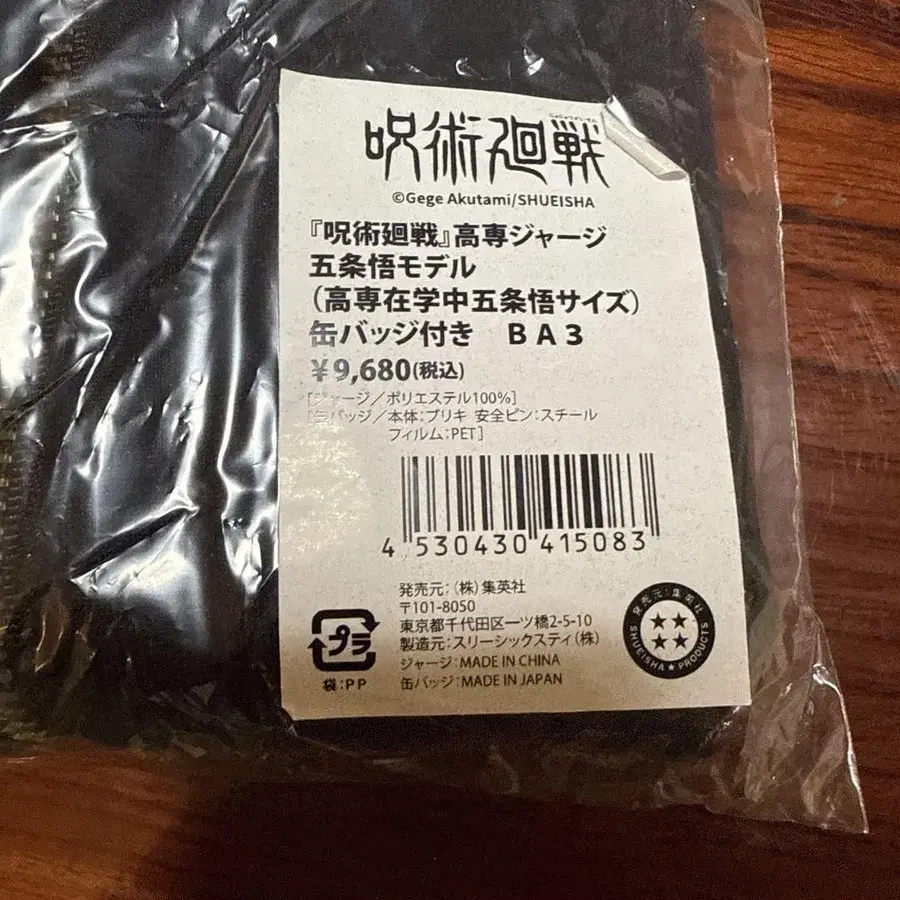 呪術廻戦
©Gege Akutami/SHUEISHA
『呪術廻戦』高専ジャージ
五条悟モデル
（高専在学中五条悟サイズ）
缶バッジ付き　ＢＡ３
￥9,680(税込)
[ジャージ／ポリエステル100%]
[缶バッジ／本体：ブリキ 安全ピン：スチール
フィルム：PET]
4 530430 415083
発売元：（株）集英社
〒101-8050
東京都千代田区一ツ橋2-5-10
製造元：スリーシックスティ（株）
ジャージ：MADE IN CHINA
缶バッジ：MADE IN JAPAN
プラ
袋：ＰＰ
発売元：集英社
SHUEISHA★PRODUCTS